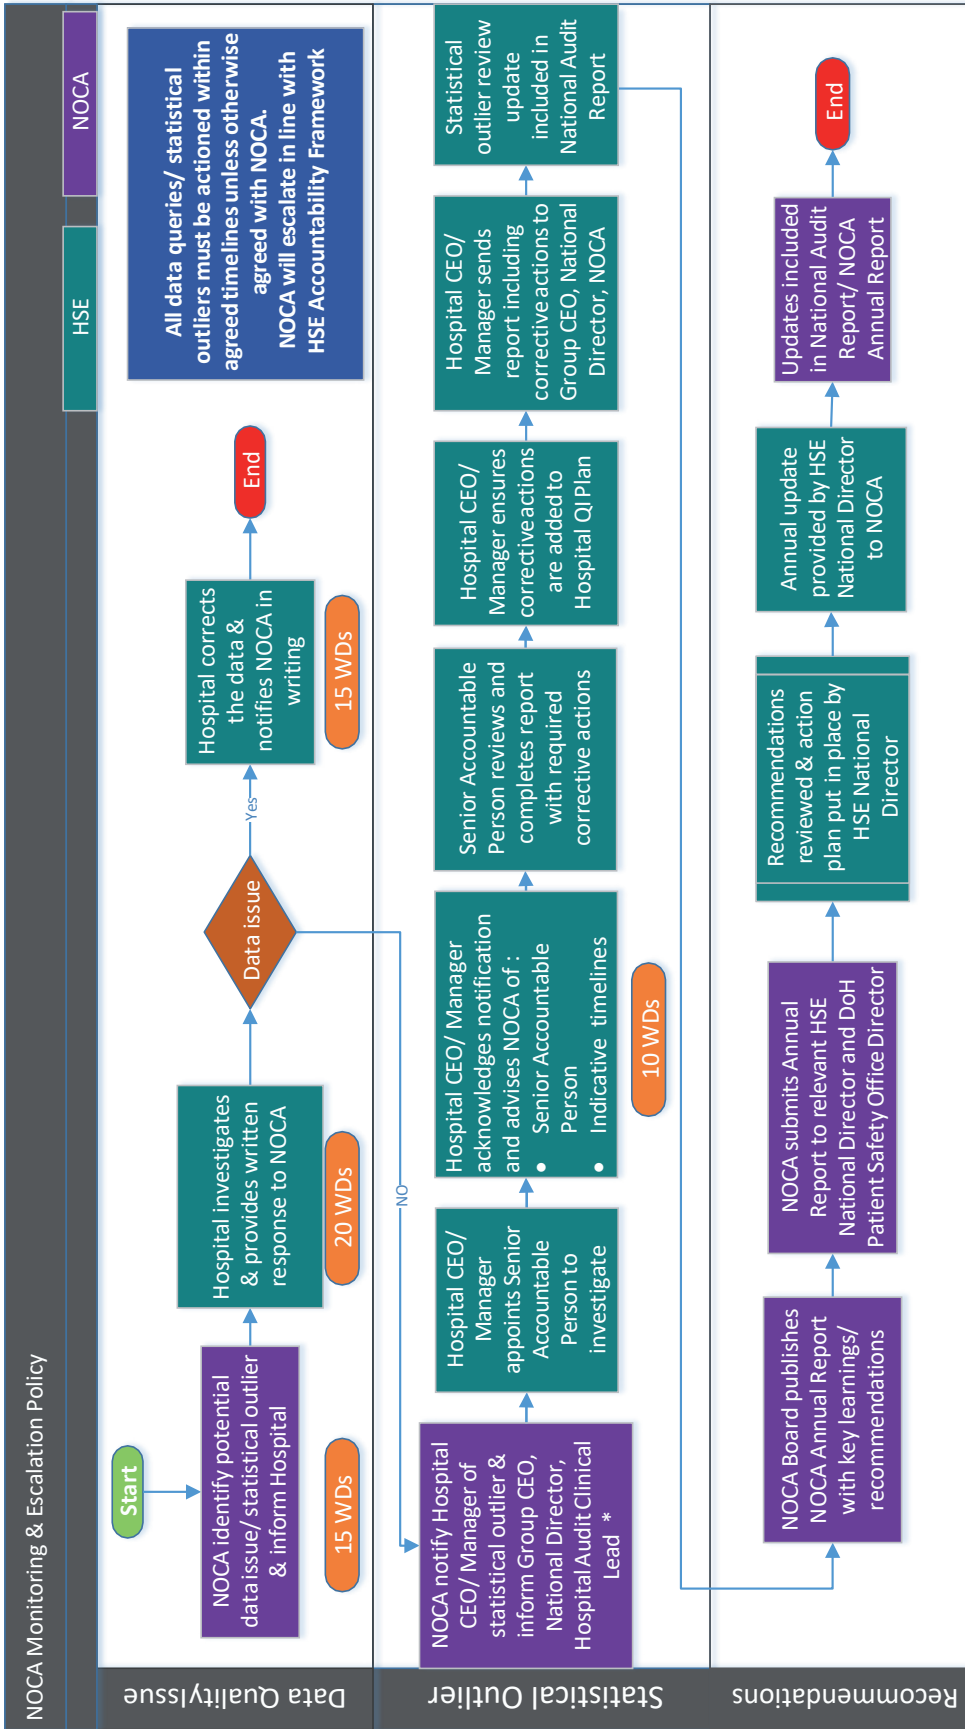 NOCA Monitoring & Escalation Policy
HSE
NOCA
Data QualityIssue
Start
NOCA identify potential
data issue/ statistical outlier
& inform Hospital
15 WDs
Hospital investigates
& provides written
response to NOCA
20 WDs
Data issue
Yes
NO
Hospital corrects
the data &
notifies NOCA in
writing
15 WDs
End
All data queries/ statistical
outliers must be actioned within
agreed timelines unless otherwise
agreed with NOCA.
NOCA will escalate in line with
HSE Accountability Framework
Statistical Outlier
NOCA notify Hospital
CEO/ Manager of
statistical outlier &
inform Group CEO,
National Director,
Hospital Audit Clinical
Lead *
Hospital CEO/
Manager
appoints Senior
Accountable
Person to
investigate
Hospital CEO/ Manager
acknowledges notification
and advises NOCA of :
• Senior Accountable
Person
• Indicative timelines
10 WDs
Senior Accountable
Person reviews and
completes report
with required
corrective actions
Hospital CEO/
Manager ensures
corrective actions
are added to
Hospital QI Plan
Hospital CEO/
Manager sends
report including
corrective actions to
Group CEO, National
Director, NOCA
Statistical
outlier review
update
included in
National Audit
Report
Recommendations
NOCA Board publishes
NOCA Annual Report
with key learnings/
recommendations
NOCA submits Annual
Report to relevant HSE
National Director and DoH
Patient Safety Office Director
Recommendations
reviewed & action
plan put in place by
HSE National
Director
Annual update
provided by HSE
National Director
to NOCA
Updates included
in National Audit
Report/ NOCA
Annual Report
End